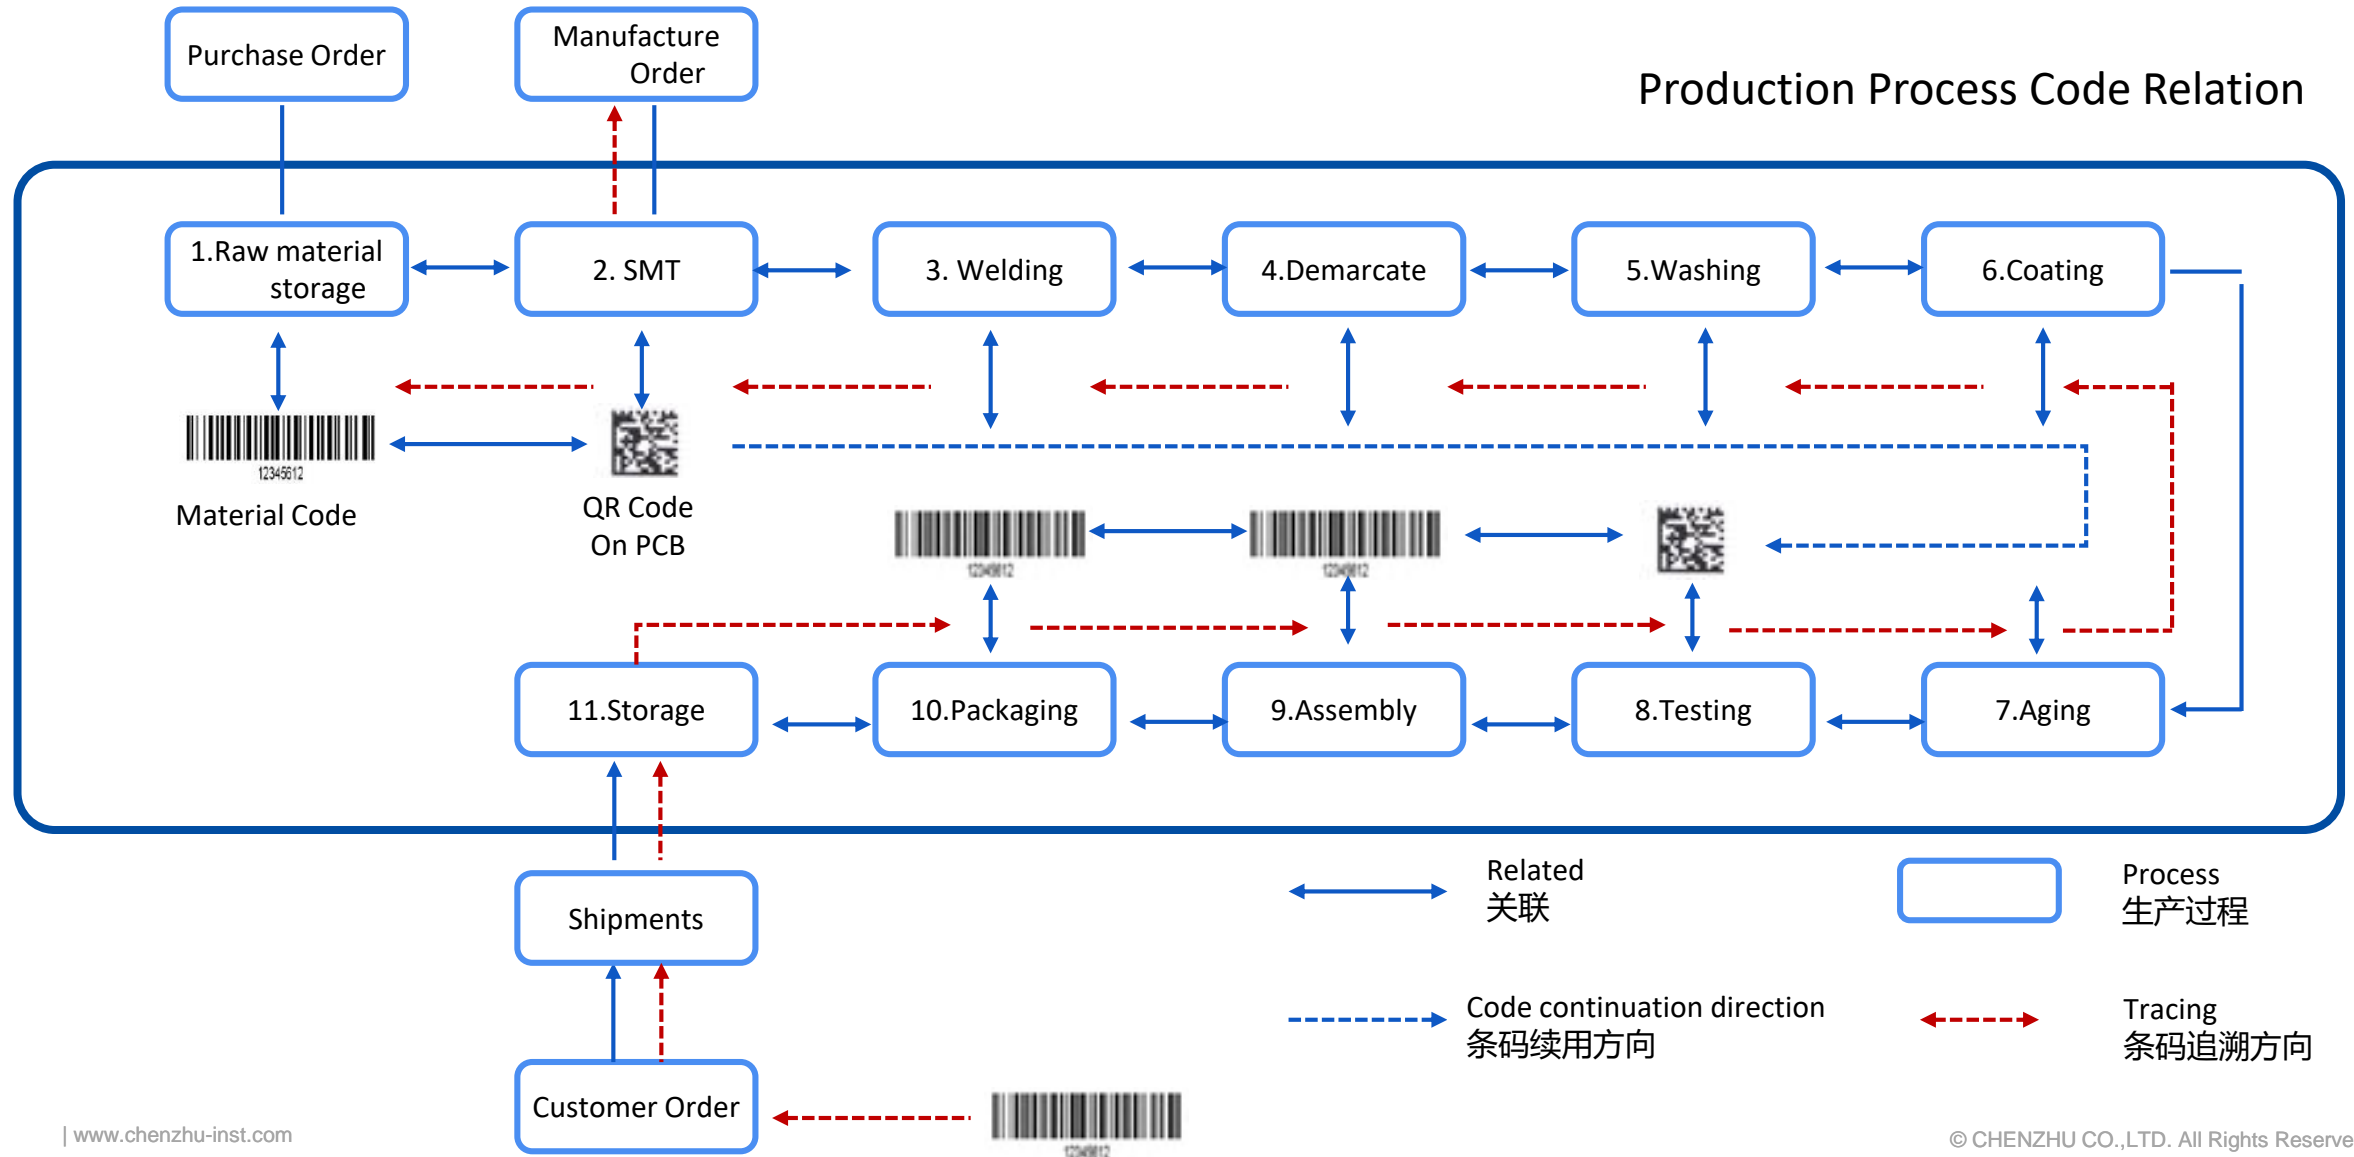 Purchase Order
Manufacture
Order
Production Process Code Relation
1.Raw material
storage
2. SMT
3. Welding
4.Demarcate
5.Washing
6.Coating
12345612
Material Code
QR Code
On PCB
12345612
12345612
11.Storage
10.Packaging
9.Assembly
8.Testing
7.Aging
Shipments
Related
关联
Process
生产过程
Code continuation direction
条码续用方向
Tracing
条码追溯方向
Customer Order
12345612
| www.chenzhu-inst.com
© CHENZHU CO.,LTD. All Rights Reserve